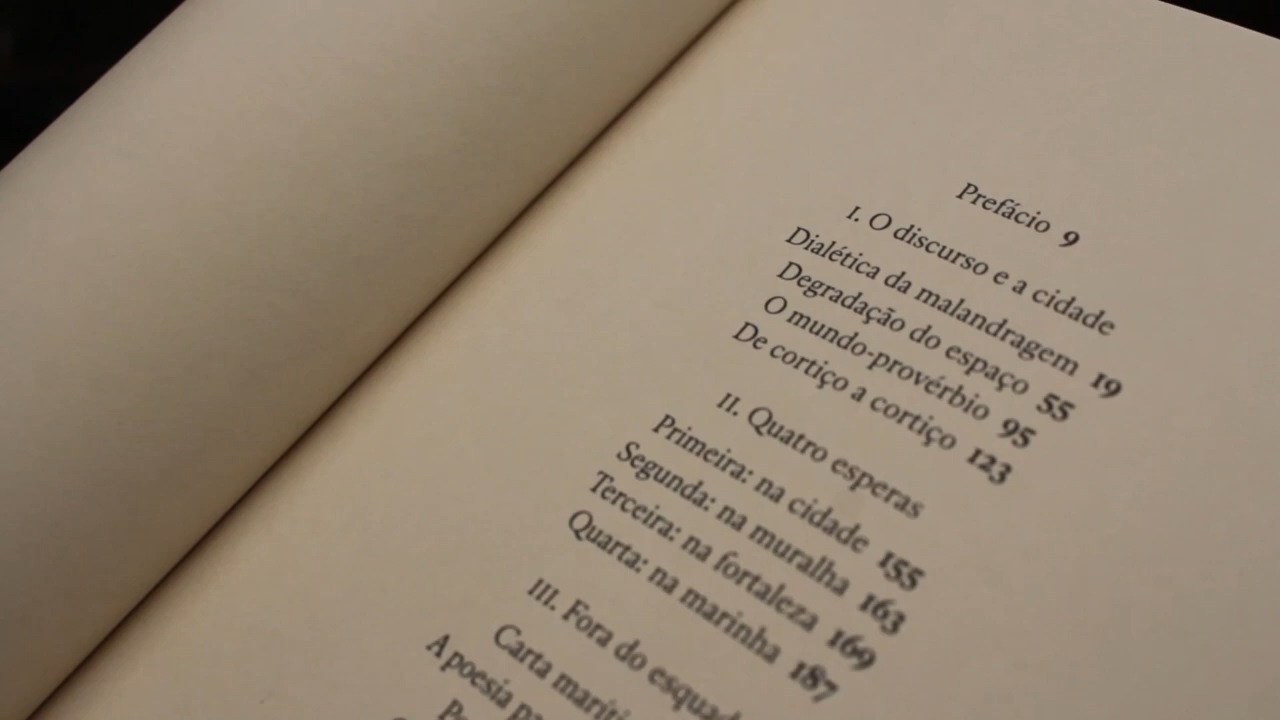 Prefácio 9
I. O discurso e a cidade
Dialética da malandragem 19
Degradação do espaço 55
O mundo-provérbio 95
De cortiço a cortiço 123
II. Quatro esperas
Primeira: na cidade 155
Segunda: na muralha 163
Terceira: na fortaleza 169
Quarta: na marinha 187
III. Fora do
Carta
A poesia